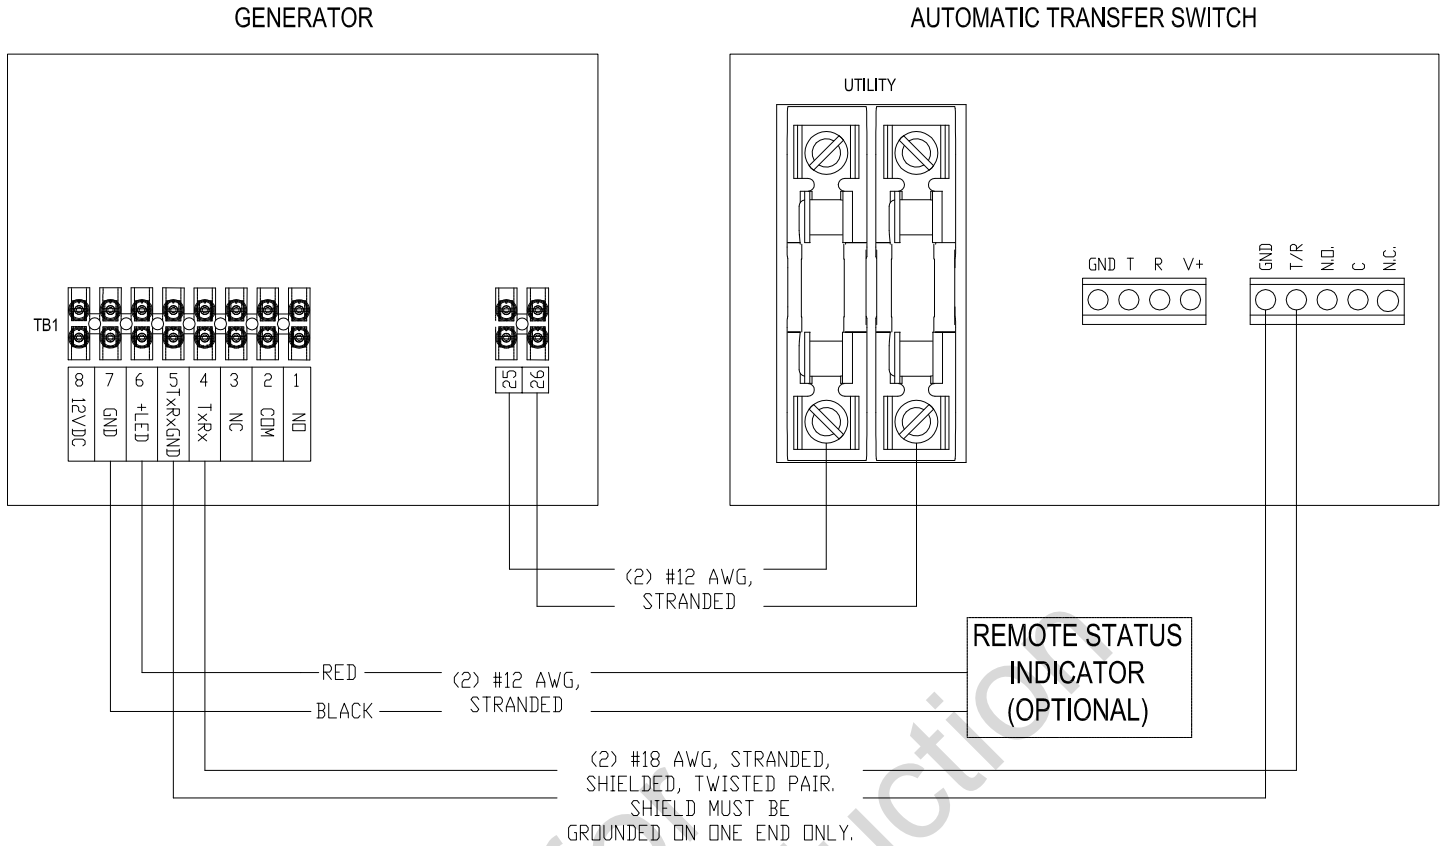 GENERATOR
AUTOMATIC TRANSFER SWITCH
UTILITY
GND T R V+
GND T/R N.O. C N.C.
TB1
8 7 6 5 4 3 2 1
12VDC GND +LED TxRxGND TxRx NC COM NO
25 26
(2) #12 AWG,
STRANDED
REMOTE STATUS
INDICATOR
(OPTIONAL)
RED
BLACK
(2) #12 AWG,
STRANDED
(2) #18 AWG, STRANDED,
SHIELDED, TWISTED PAIR.
SHIELD MUST BE
GROUNDED ON ONE END ONLY.
for